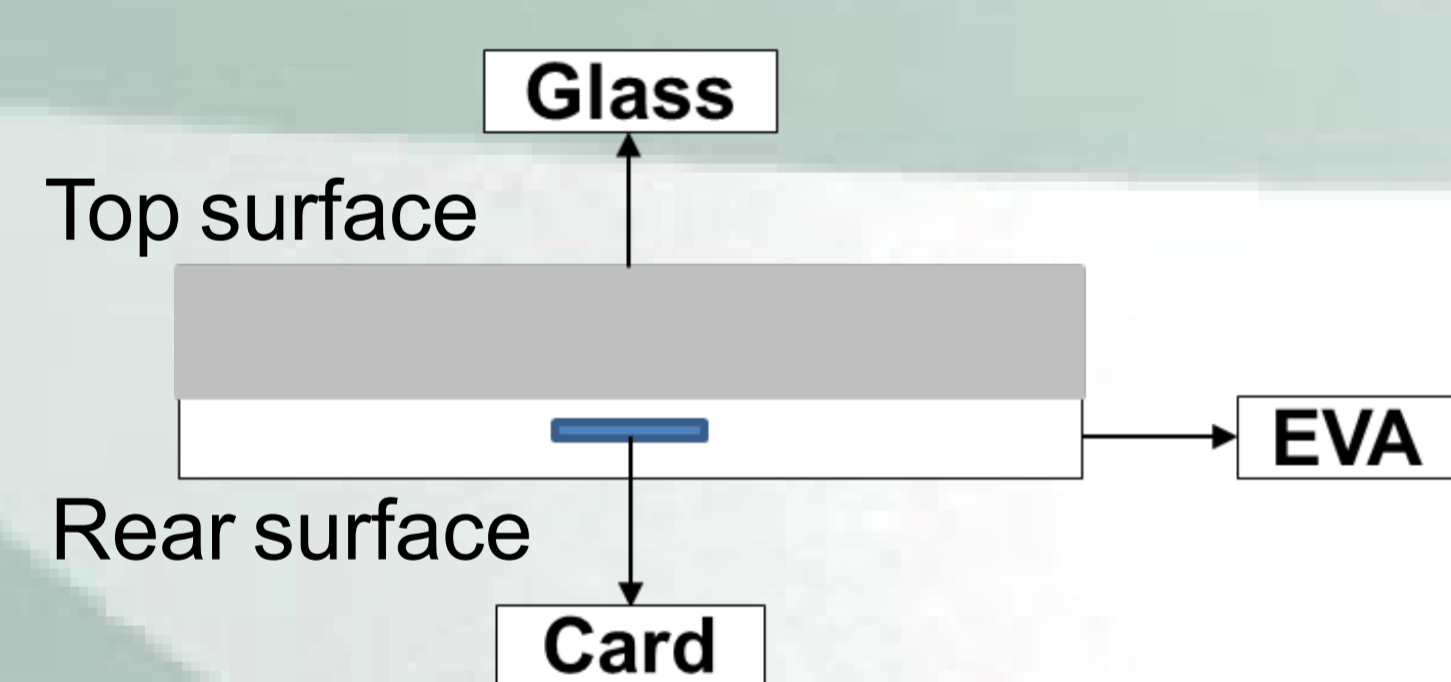 Glass
Top surface
EVA
Rear surface
Card